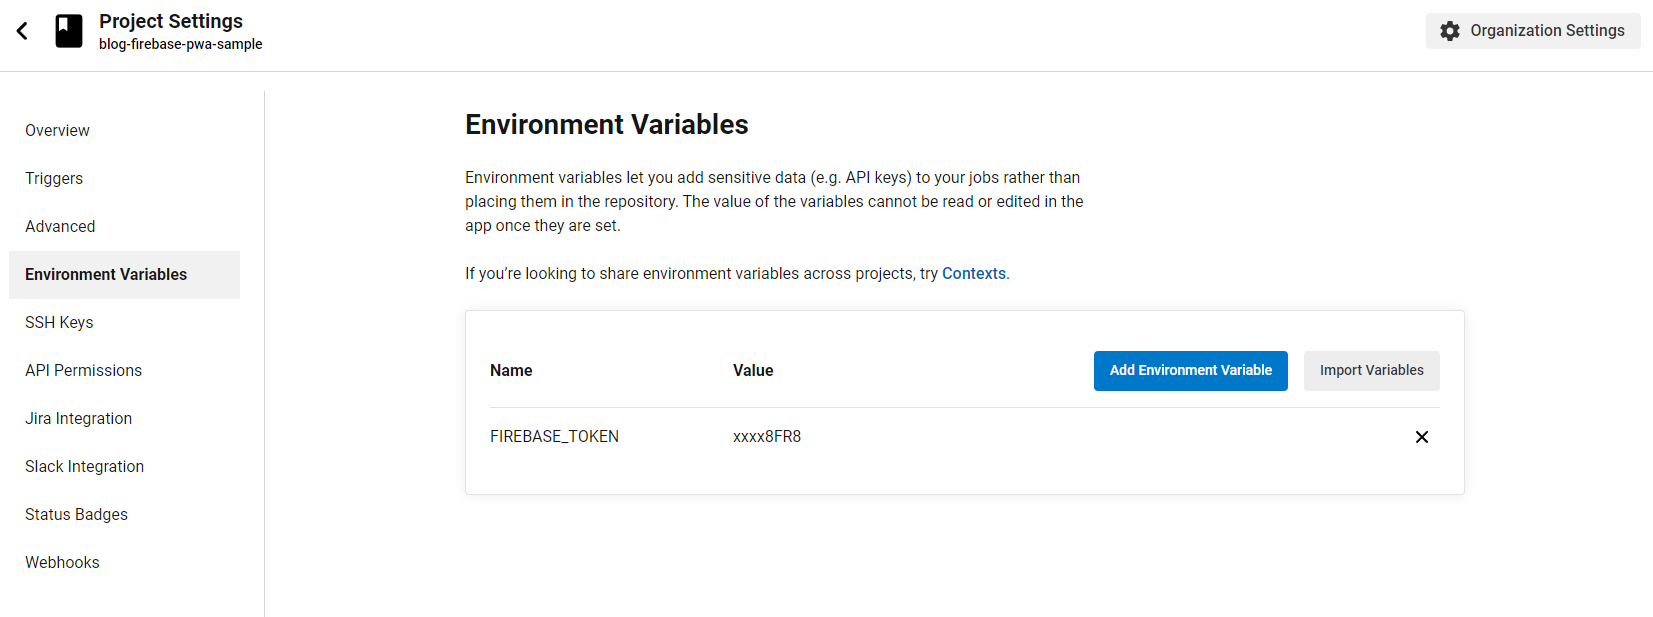 Project Settings
blog-firebase-pwa-sample
Organization Settings
Overview
Triggers
Advanced
Environment Variables
SSH Keys
API Permissions
Jira Integration
Slack Integration
Status Badges
Webhooks
Environment Variables
Environment variables let you add sensitive data (e.g. API keys) to your jobs rather than
placing them in the repository. The value of the variables cannot be read or edited in the
app once they are set.
If you’re looking to share environment variables across projects, try Contexts.
Name Value Add Environment Variable Import Variables
FIREBASE_TOKEN xxxx8FR8